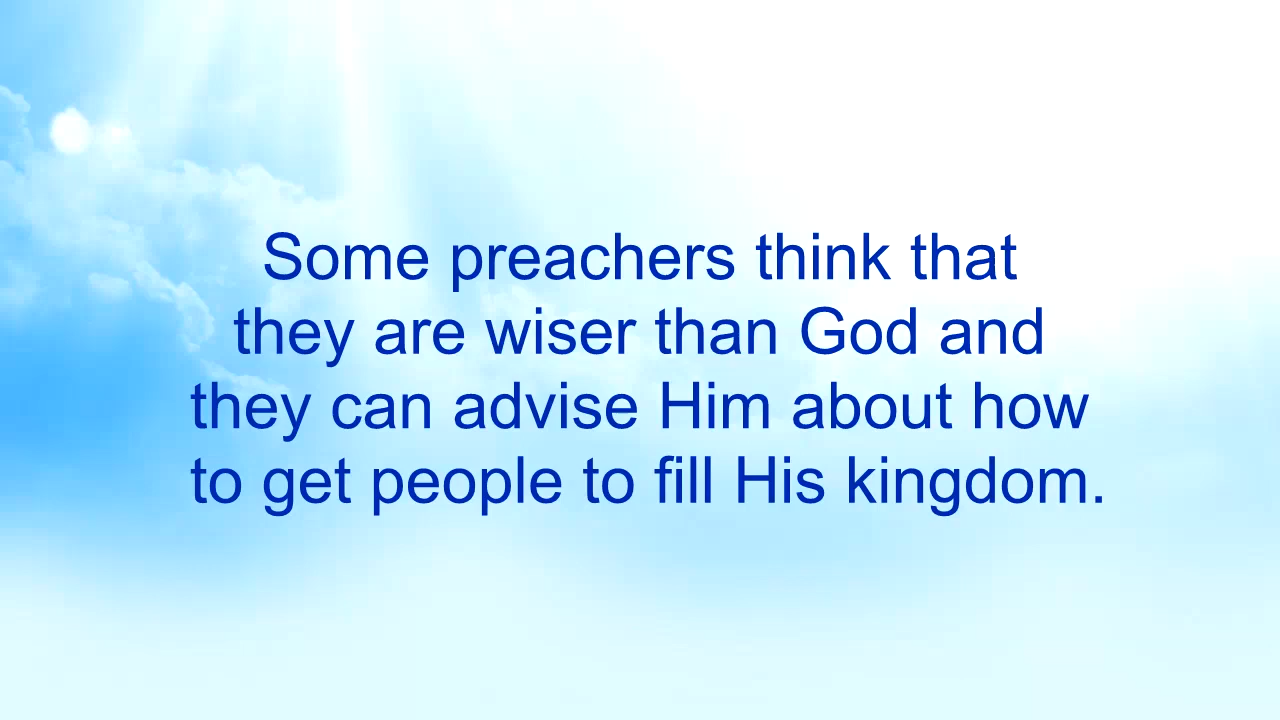 Some preachers think that
they are wiser than God and
they can advise Him about how
to get people to fill His kingdom.